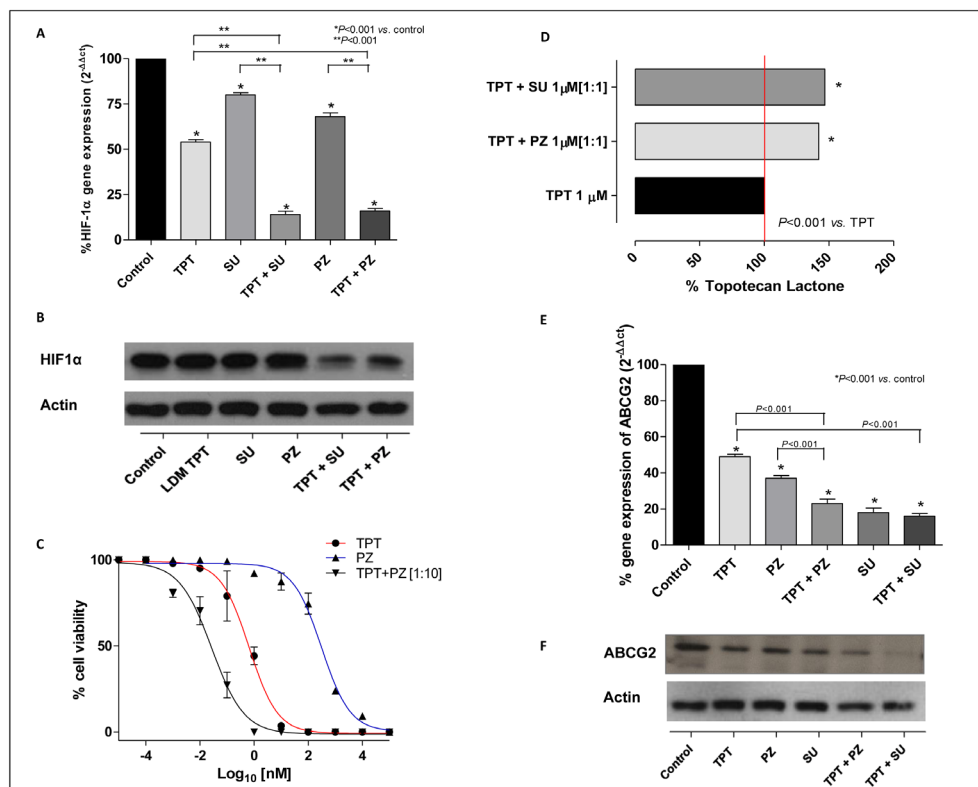 A
*P<0.001 vs. control
**P<0.001
**
**
**
**
%HIF-1α gene expression (2^-ΔΔct)
100
75
50
25
0
*
*
*
*
*
Control
TPT
SU
TPT + SU
PZ
TPT + PZ
B
HIF1α
Actin
Control
LDM TPT
SU
PZ
TPT + SU
TPT + PZ
C
TPT
PZ
TPT+PZ [1:10]
% cell viability
100
50
0
-4
-2
0
2
4
Log10 [nM]
D
TPT + SU 1µM[1:1]
*
TPT + PZ 1µM[1:1]
*
TPT 1 µM
P<0.001 vs. TPT
0
50
100
150
200
% Topotecan Lactone
E
% gene expression of ABCG2 (2^-ΔΔct)
*P<0.001 vs. control
P<0.001
P<0.001
P<0.001
100
80
60
40
20
0
*
*
*
*
*
Control
TPT
PZ
TPT + PZ
SU
TPT + SU
F
ABCG2
Actin
Control
TPT
PZ
SU
TPT + PZ
TPT + SU